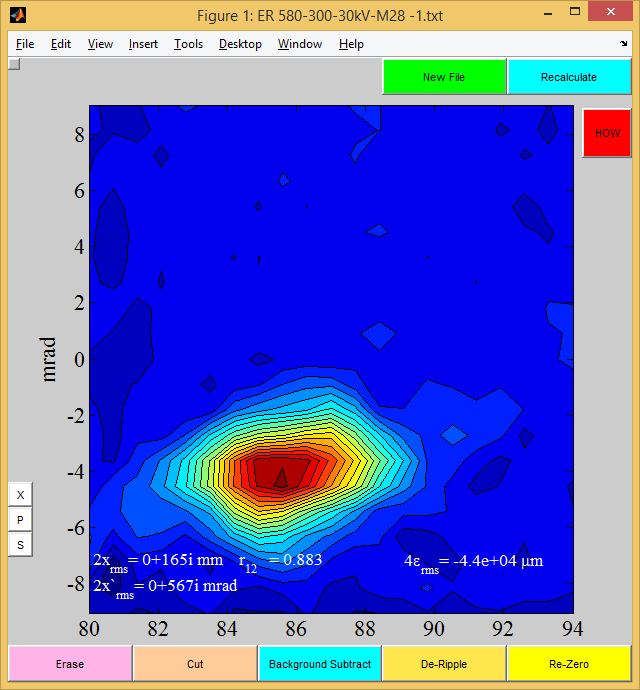 Figure 1: ER 580-300-30kV-M28 -1.txt
File Edit View Insert Tools Desktop Window Help
New File Recalculate
HOW
8
6
4
2
0
-2
-4
-6
-8
mrad
X
P
S
2xrms= 0+165i mm r12 = 0.883 4εrms= -4.4e+04 µm
2x`rms= 0+567i mrad
80 82 84 86 88 90 92 94
Erase Cut Background Subtract De-Ripple Re-Zero